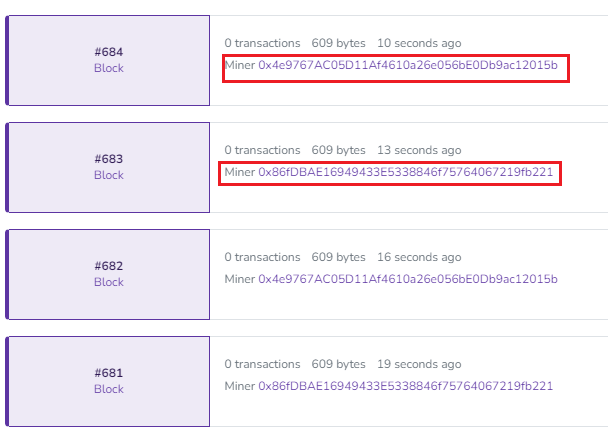 #684
Block
0 transactions 609 bytes 10 seconds ago
Miner 0x4e9767AC05D11Af4610a26e056bE0Db9ac12015b
#683
Block
0 transactions 609 bytes 13 seconds ago
Miner 0x86fDBAE16949433E5338846f75764067219fb221
#682
Block
0 transactions 609 bytes 16 seconds ago
Miner 0x4e9767AC05D11Af4610a26e056bE0Db9ac12015b
#681
Block
0 transactions 609 bytes 19 seconds ago
Miner 0x86fDBAE16949433E5338846f75764067219fb221